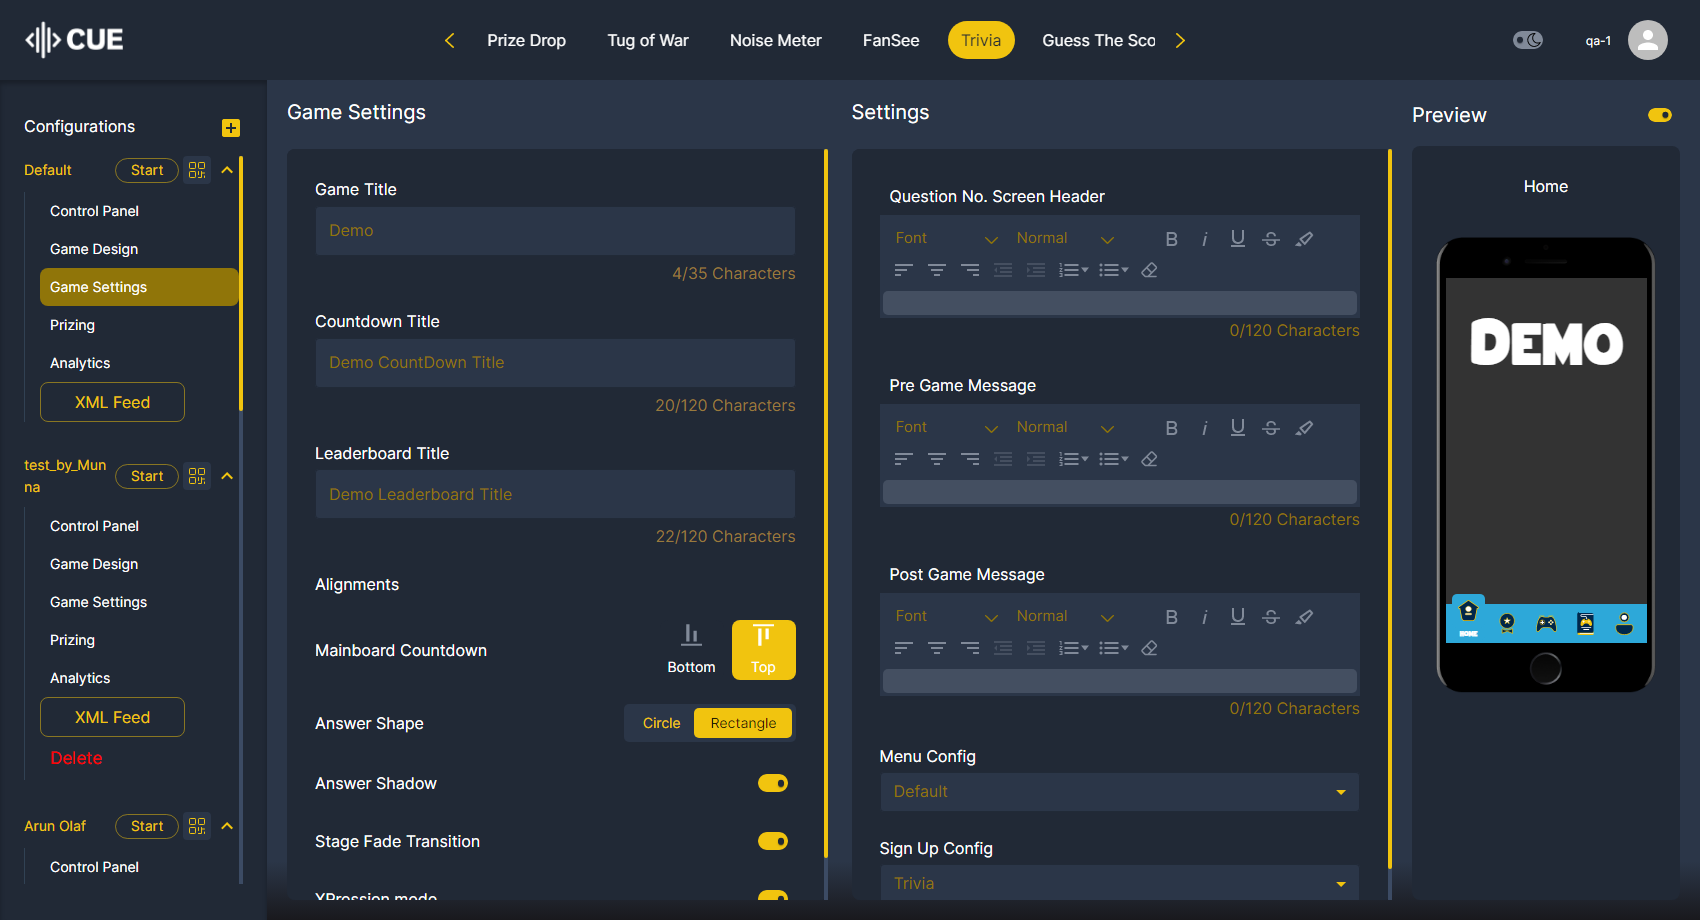 CUE
Prize Drop
Tug of War
Noise Meter
FanSee
Trivia
Guess The Sco
qa-1
Configurations
Default
Start
Control Panel
Game Design
Game Settings
Prizing
Analytics
XML Feed
test_by_Mun
na
Start
Control Panel
Game Design
Game Settings
Prizing
Analytics
XML Feed
Delete
Arun Olaf
Start
Control Panel
Game Settings
Game Title
Demo
4/35 Characters
Countdown Title
Demo CountDown Title
20/120 Characters
Leaderboard Title
Demo Leaderboard Title
22/120 Characters
Alignments
Mainboard Countdown
Bottom
Top
Answer Shape
Circle
Rectangle
Answer Shadow
Stage Fade Transition
XPression mode
Settings
Question No. Screen Header
Font
Normal
0/120 Characters
Pre Game Message
Font
Normal
0/120 Characters
Post Game Message
Font
Normal
0/120 Characters
Menu Config
Default
Sign Up Config
Trivia
Preview
Home
DEMO
HOME